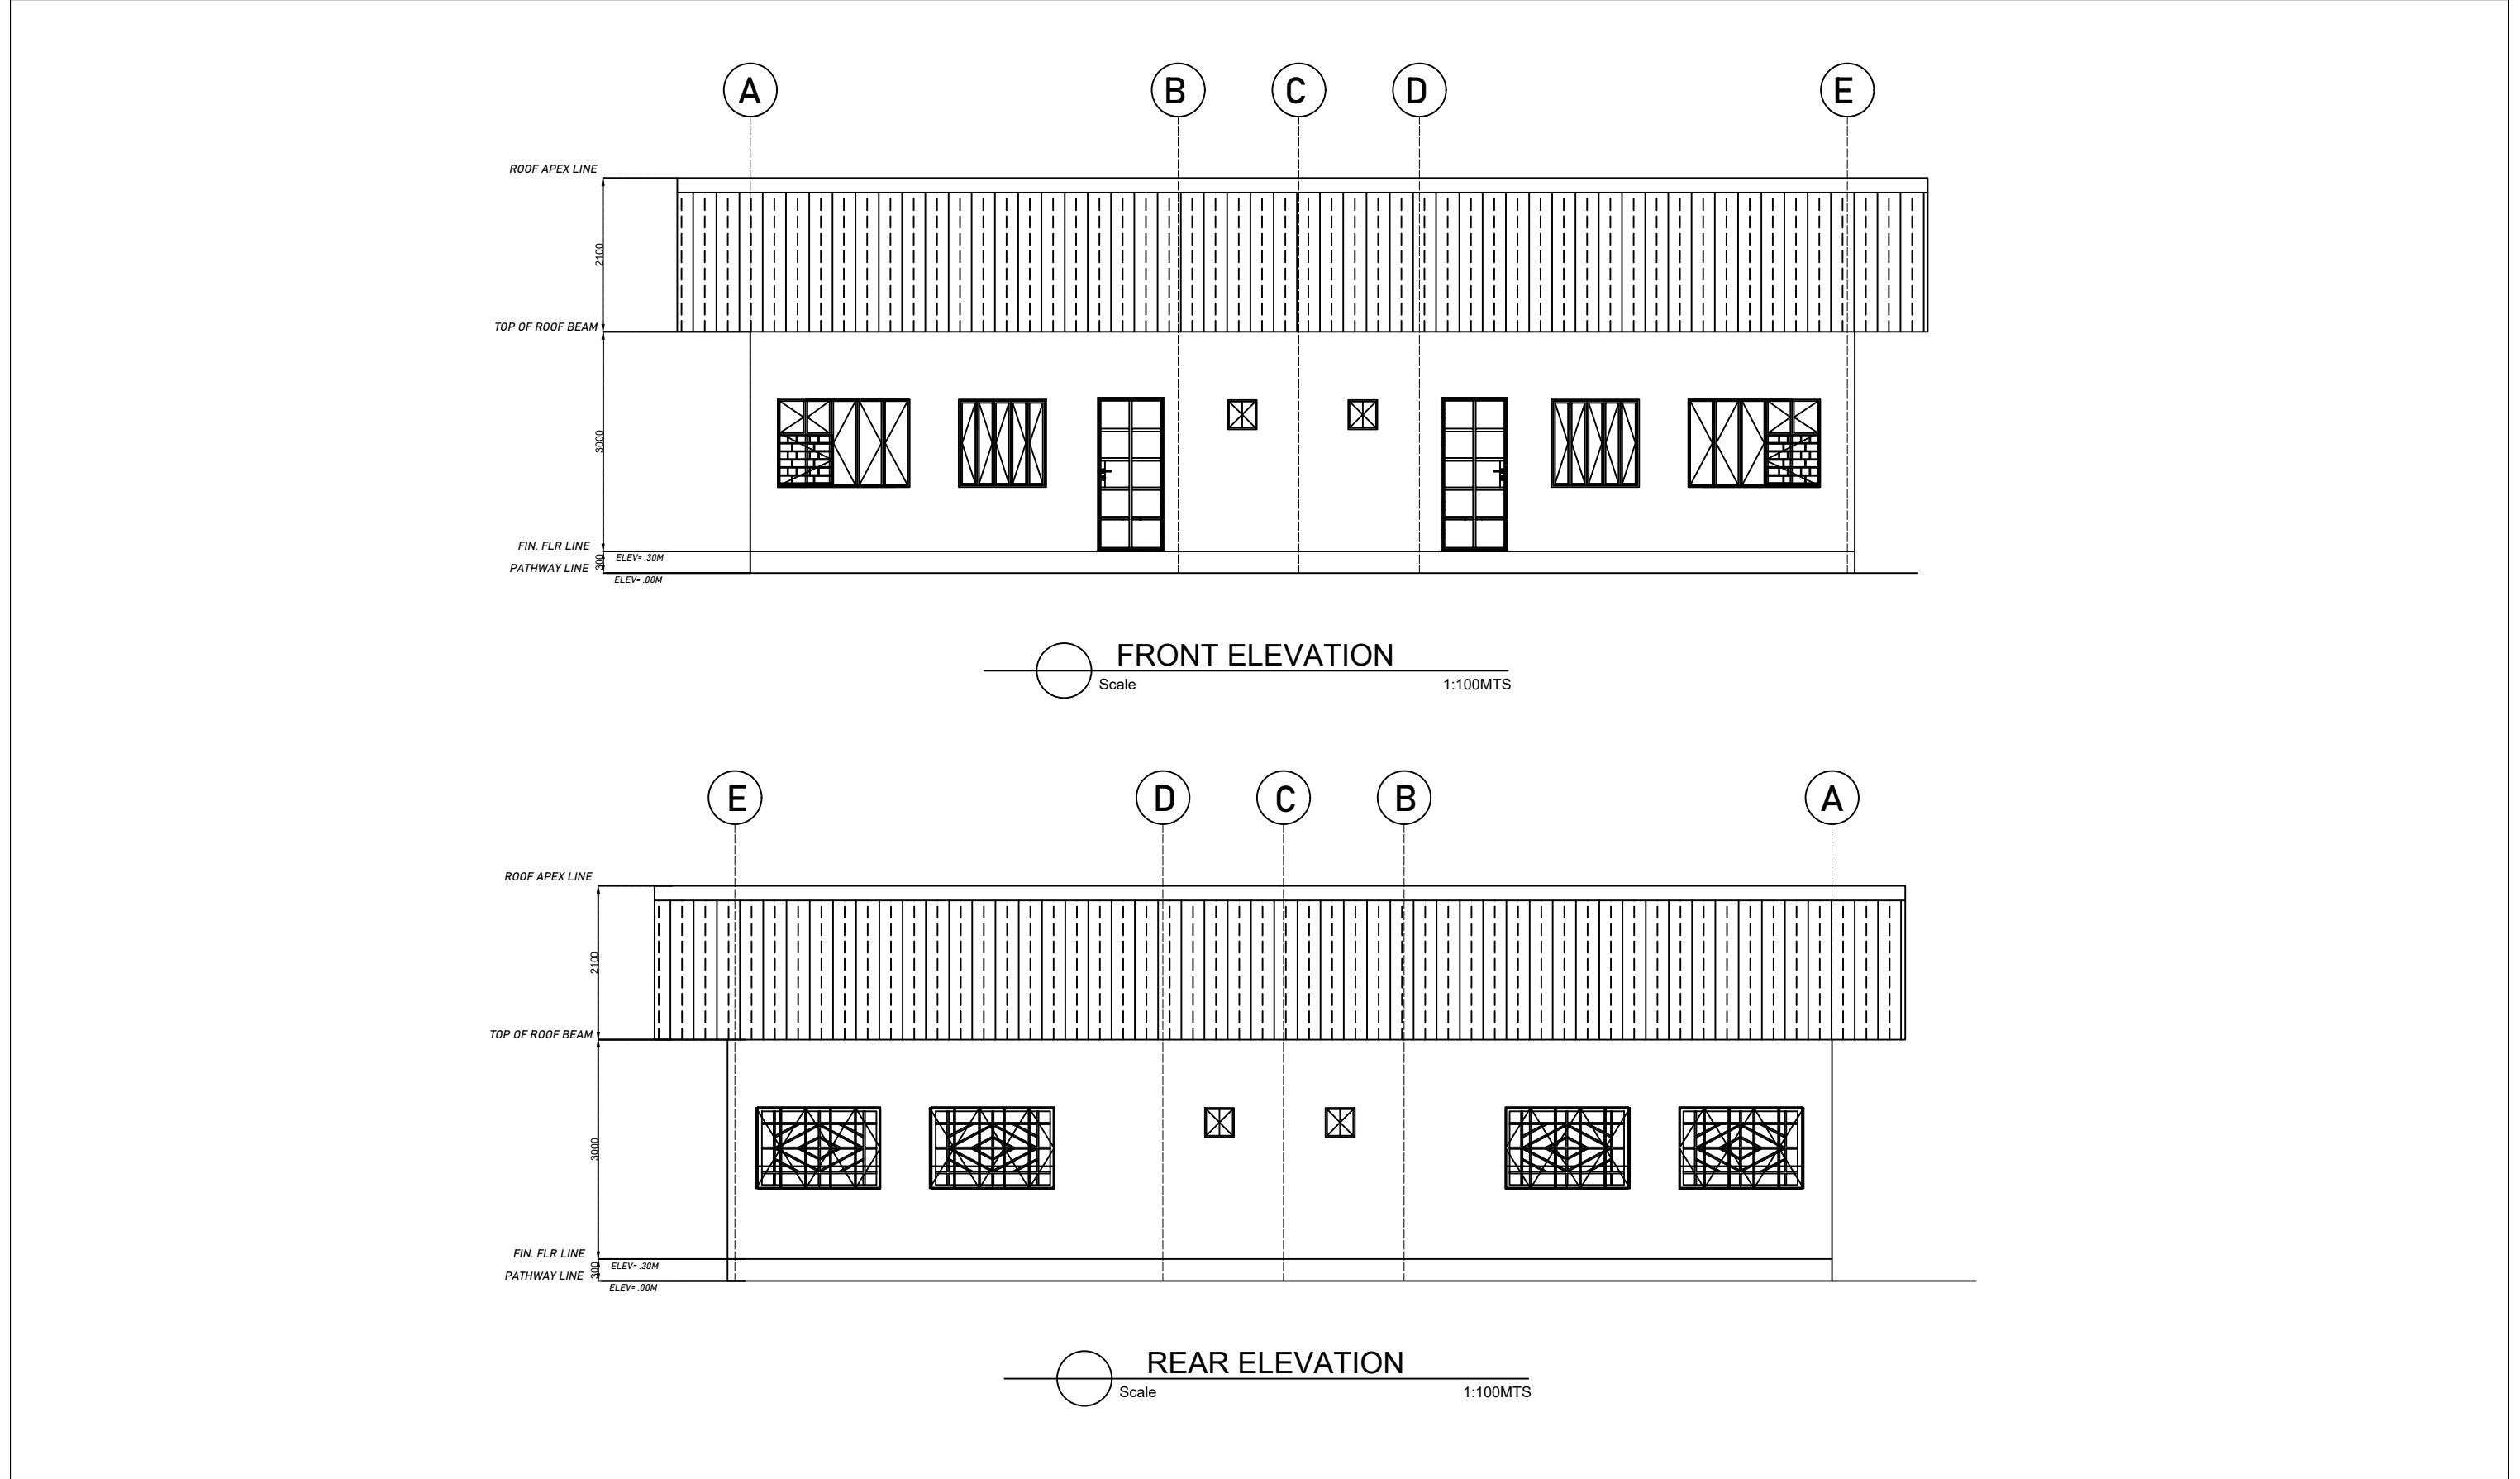 A B C D E
ROOF APEX LINE
2100
TOP OF ROOF BEAM
3000
FIN. FLR LINE
ELEV= .30M
300
PATHWAY LINE
ELEV= .00M
FRONT ELEVATION
Scale 1:100MTS
E D C B A
ROOF APEX LINE
2100
TOP OF ROOF BEAM
3000
FIN. FLR LINE
ELEV= .30M
300
PATHWAY LINE
ELEV= .00M
REAR ELEVATION
Scale 1:100MTS